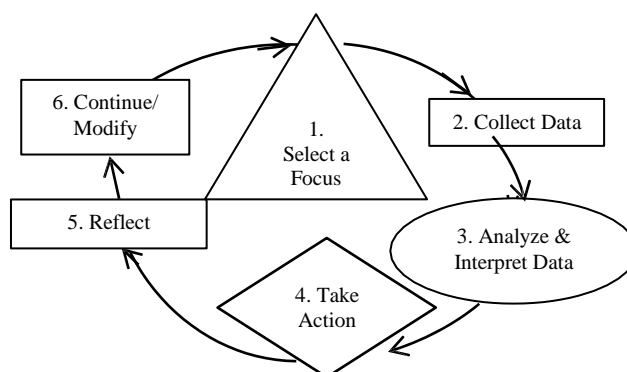 1.
Select a
Focus
2. Collect Data
3. Analyze &
Interpret Data
4. Take
Action
5. Reflect
6. Continue/
Modify